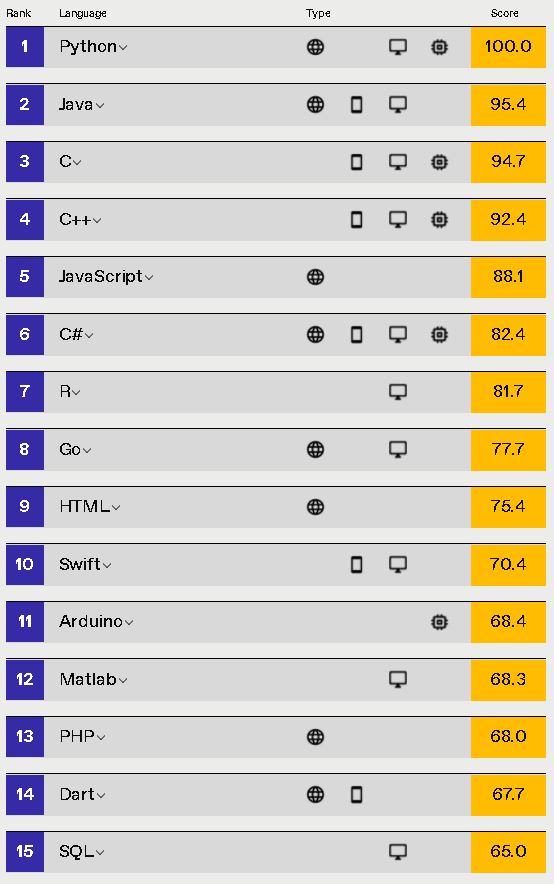 Rank Language Type Score
1 Python 100.0
2 Java 95.4
3 C 94.7
4 C++ 92.4
5 JavaScript 88.1
6 C# 82.4
7 R 81.7
8 Go 77.7
9 HTML 75.4
10 Swift 70.4
11 Arduino 68.4
12 Matlab 68.3
13 PHP 68.0
14 Dart 67.7
15 SQL 65.0